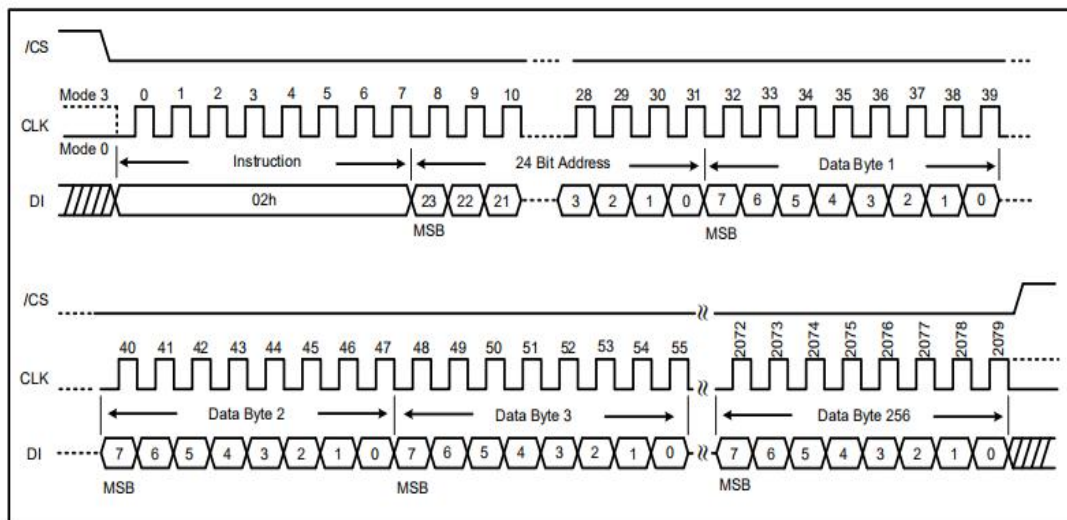 /CS
Mode 3 0 1 2 3 4 5 6 7 8 9 10 28 29 30 31 32 33 34 35 36 37 38 39
CLK
Mode 0
Instruction 24 Bit Address Data Byte 1
DI 02h 23 22 21 3 2 1 0 7 6 5 4 3 2 1 0
MSB MSB
/CS
40 41 42 43 44 45 46 47 48 49 50 51 52 53 54 55 2072 2073 2074 2075 2076 2077 2078 2079
CLK
Data Byte 2 Data Byte 3 Data Byte 256
DI 7 6 5 4 3 2 1 0 7 6 5 4 3 2 1 0 7 6 5 4 3 2 1 0
MSB MSB MSB